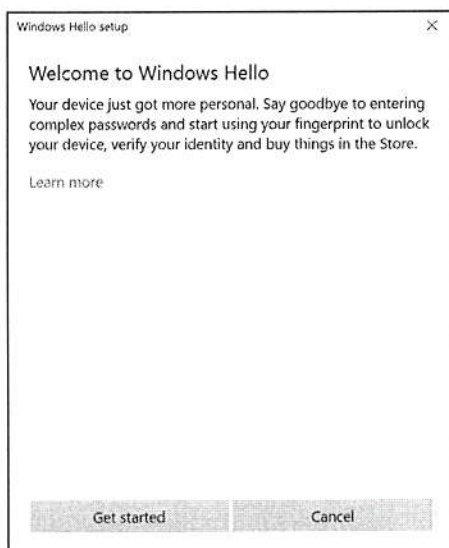 Windows Hello setup
Welcome to Windows Hello
Your device just got more personal. Say goodbye to entering
complex passwords and start using your fingerprint to unlock
your device, verify your identity and buy things in the Store.
Learn more
Get started Cancel